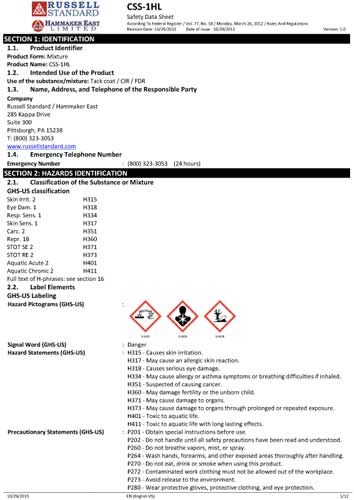 RUSSELL
STANDARD
HAMMAKER EAST
CSS-1HL
Safety Data Sheet
According To Federal Register / Vol. 77, No. 58 / Monday, March 26, 2012 / Rules And Regulations
Revision Date: 10/29/2015 Date of issue: 10/29/2015 Version: 1.0
SECTION 1: IDENTIFICATION
1.1. Product Identifier
Product Form: Mixture
Product Name: CSS-1HL
1.2. Intended Use of the Product
Use of the substance/mixture: Tack coat / CIR / FDR
1.3. Name, Address, and Telephone of the Responsible Party
Company
Russell Standard / Hammaker East
285 Kappa Drive
Suite 300
Pittsburgh, PA 15238
T: (800) 323-3053
www.russellstandard.com
1.4. Emergency Telephone Number
Emergency Number : (800) 323-3053 (24 hours)
SECTION 2: HAZARDS IDENTIFICATION
2.1. Classification of the Substance or Mixture
GHS-US classification
Skin Irrit. 2 H315
Eye Dam. 1 H318
Resp. Sens. 1 H334
Skin Sens. 1 H317
Carc. 2 H351
Repr. 1B H360
STOT SE 2 H371
STOT RE 2 H373
Aquatic Acute 2 H401
Aquatic Chronic 2 H411
Full text of H-phrases: see section 16
2.2. Label Elements
GHS-US Labeling
Hazard Pictograms (GHS-US) :
Signal Word (GHS-US) : Danger
Hazard Statements (GHS-US) : H315 - Causes skin irritation.
H317 - May cause an allergic skin reaction.
H318 - Causes serious eye damage.
H334 - May cause allergy or asthma symptoms or breathing difficulties if inhaled.
H351 - Suspected of causing cancer.
H360 - May damage fertility or the unborn child.
H371 - May cause damage to organs.
H373 - May cause damage to organs through prolonged or repeated exposure.
H401 - Toxic to aquatic life.
H411 - Toxic to aquatic life with long lasting effects.
Precautionary Statements (GHS-US) : P201 - Obtain special instructions before use.
P202 - Do not handle until all safety precautions have been read and understood.
P260 - Do not breathe vapors, mist, or spray.
P264 - Wash hands, forearms, and other exposed areas thoroughly after handling.
P270 - Do not eat, drink or smoke when using this product.
P272 - Contaminated work clothing must not be allowed out of the workplace.
P273 - Avoid release to the environment.
P280 - Wear protective gloves, protective clothing, and eye protection.
10/29/2015 EN (English US) 1/12